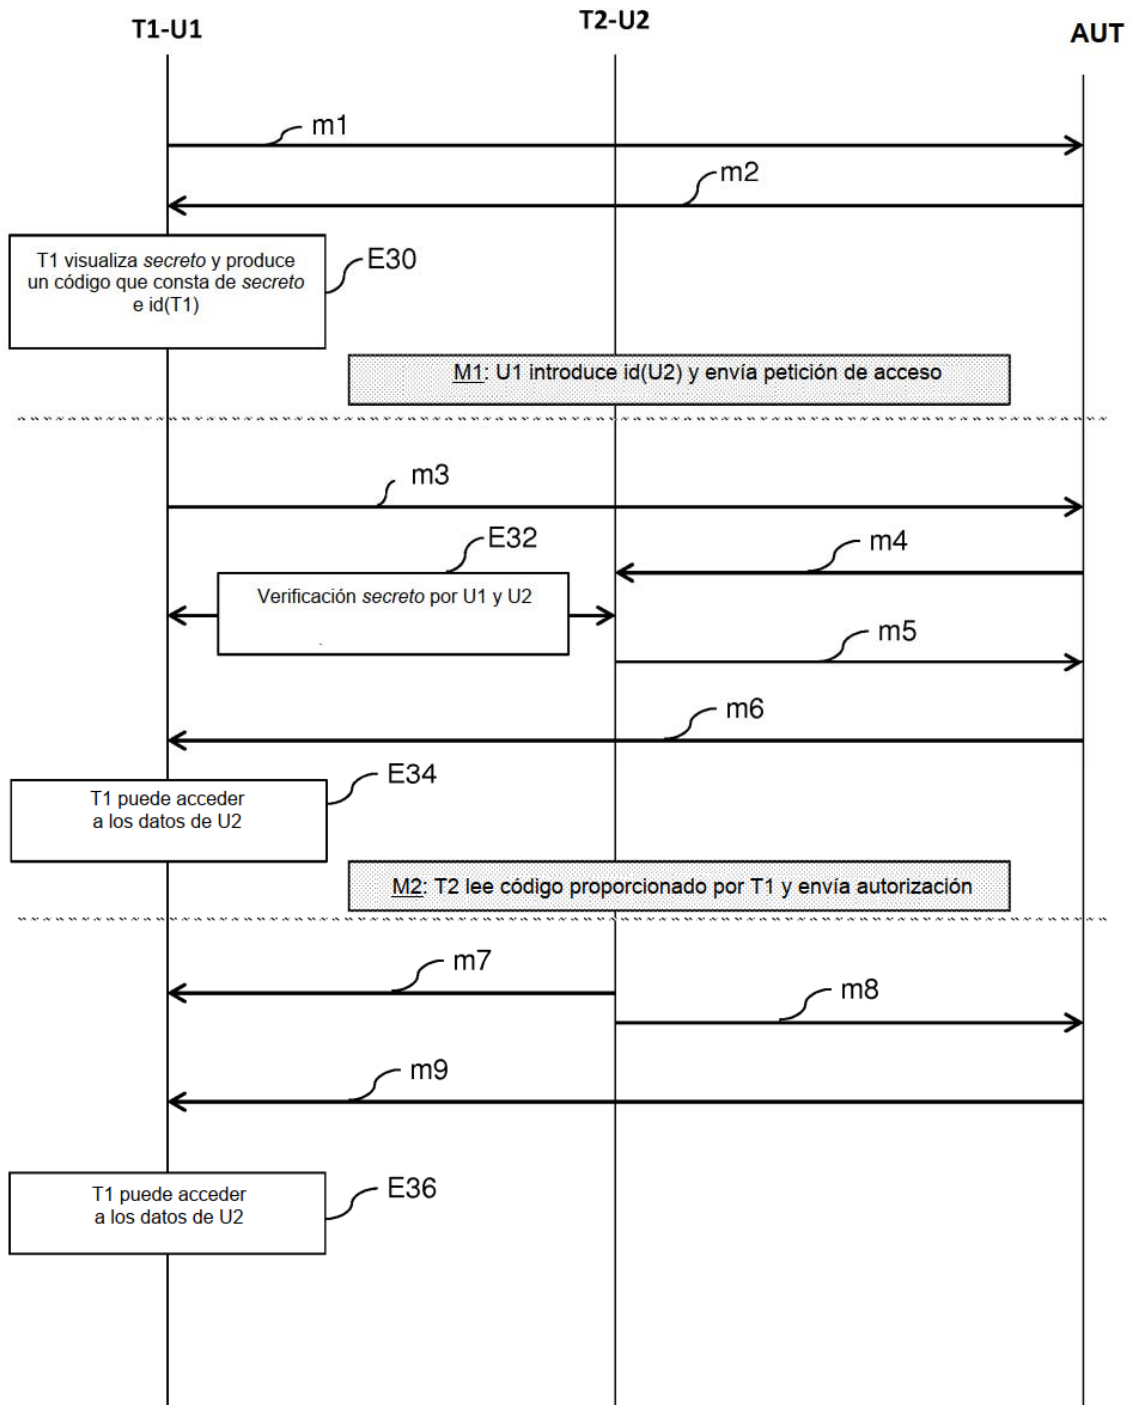 T1-U1
T2-U2
AUT
m1
m2
T1 visualiza secreto y produce
un código que consta de secreto
e id(T1)
E30
M1: U1 introduce id(U2) y envía petición de acceso
m3
E32
m4
Verificación secreto por U1 y U2
m5
m6
E34
T1 puede acceder
a los datos de U2
M2: T2 lee código proporcionado por T1 y envía autorización
m7
m8
m9
T1 puede acceder
a los datos de U2
E36